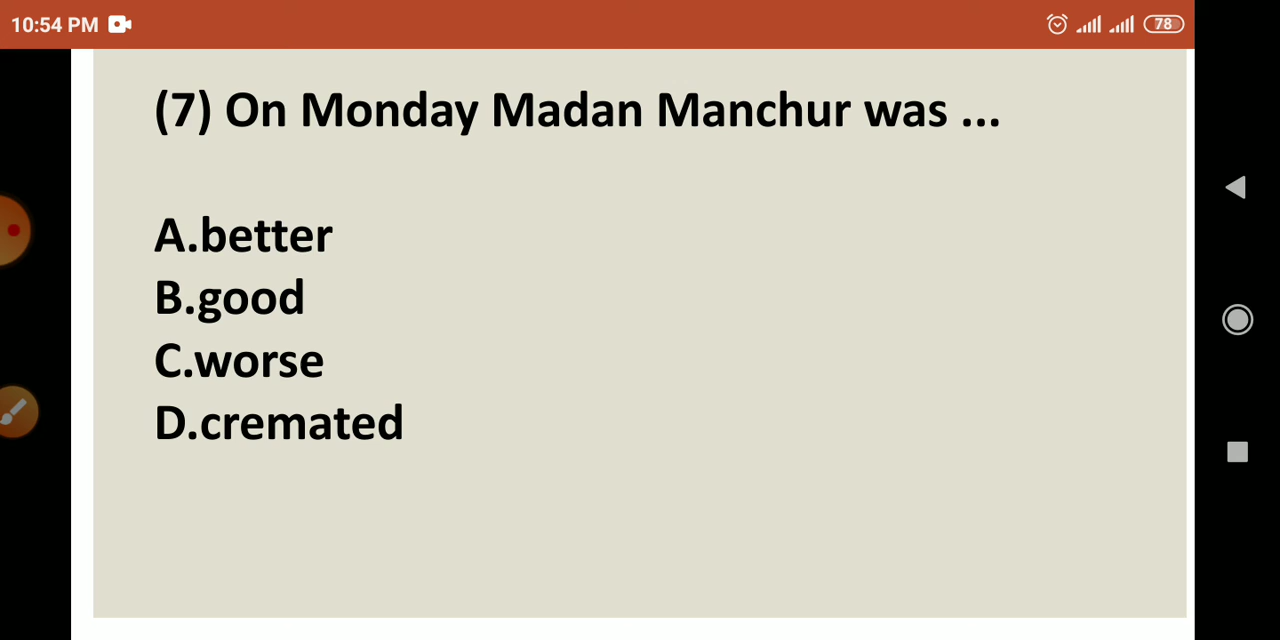 10:54 PM 78
(7) On Monday Madan Manchur was ...
A.better
B.good
C.worse
D.cremated